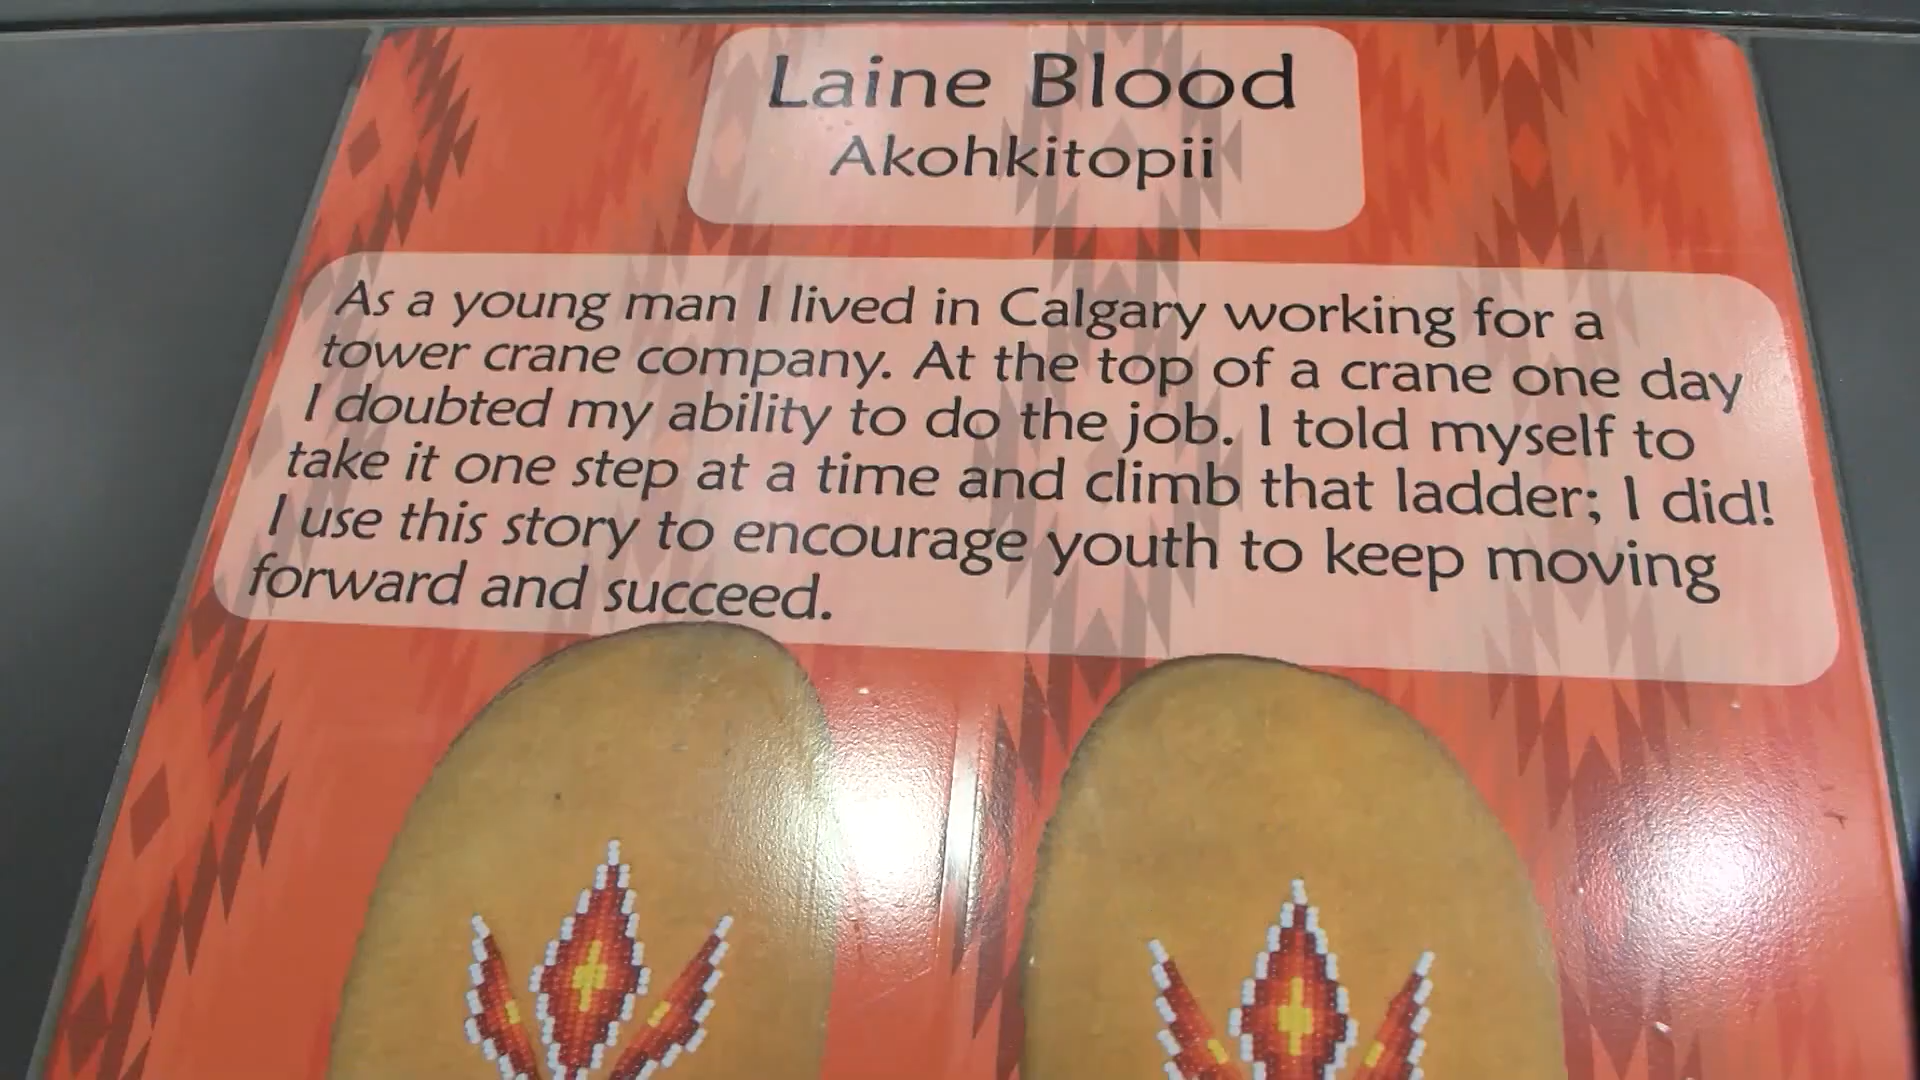 Laine Blood
Akohkitopii
As a young man I lived in Calgary working for a
tower crane company. At the top of a crane one day
I doubted my ability to do the job. I told myself to
take it one step at a time and climb that ladder; I did!
I use this story to encourage youth to keep moving
forward and succeed.